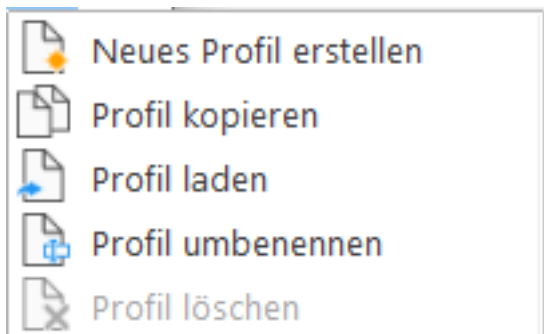 Neues Profil erstellen
Profil kopieren
Profil laden
Profil umbenennen
Profil löschen